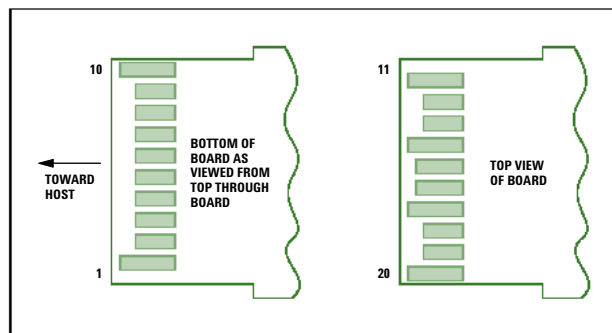 10
BOTTOM OF
BOARD AS
VIEWED FROM
TOP THROUGH
BOARD
TOWARD
HOST
1
11
TOP VIEW
OF BOARD
20